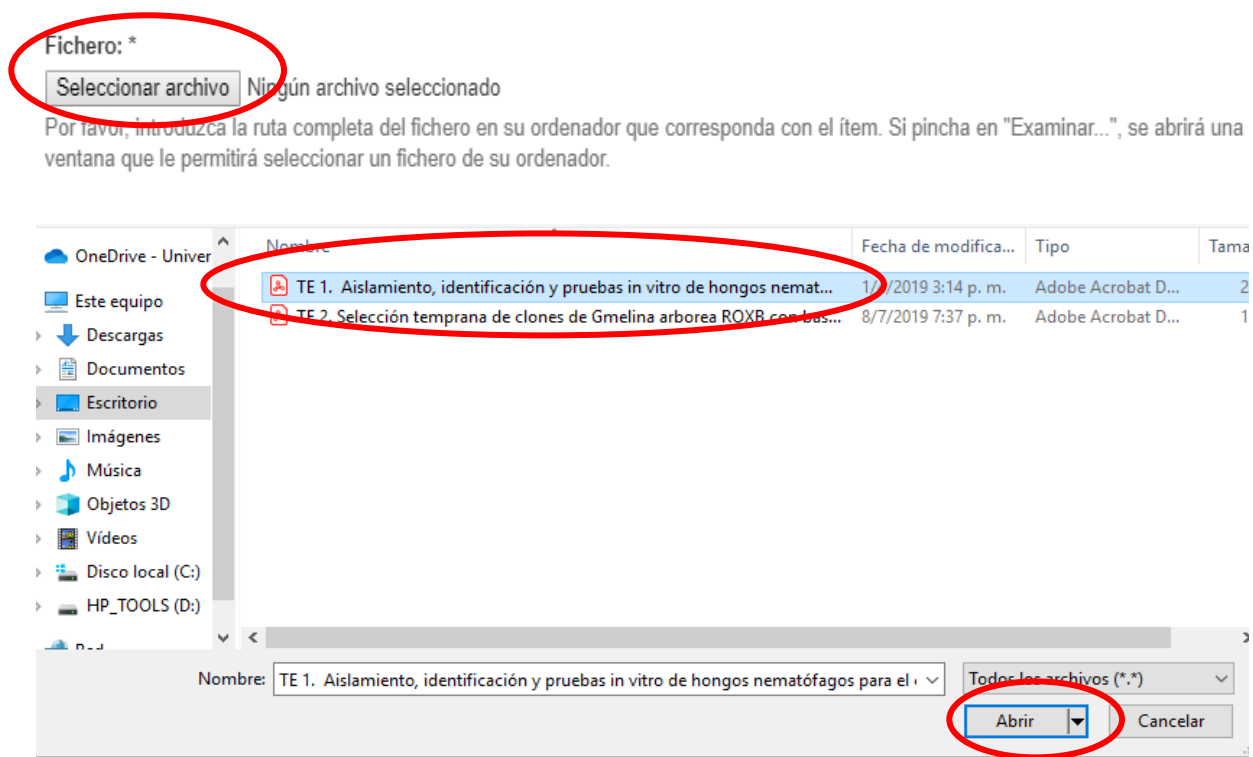 Fichero: *
Seleccionar archivo Ningún archivo seleccionado
Por favor, introduzca la ruta completa del fichero en su ordenador que corresponda con el ítem. Si pincha en "Examinar...", se abrirá una
ventana que le permitirá seleccionar un fichero de su ordenador.
OneDrive - Univer
Este equipo
Descargas
Documentos
Escritorio
Imágenes
Música
Objetos 3D
Vídeos
Disco local (C:)
HP_TOOLS (D:)
Red
Nombre Fecha de modifica... Tipo Tama
TE 1. Aislamiento, identificación y pruebas in vitro de hongos nemat... /2019 3:14 p. m. Adobe Acrobat D... 2
TE 2. Selección temprana de clones de Gmelina arborea ROXB con bas... 8/7/2019 7:37 p. m. Adobe Acrobat D... 1
Nombre: TE 1. Aislamiento, identificación y pruebas in vitro de hongos nematófagos para el Todos los archivos (*.*)
Abrir Cancelar